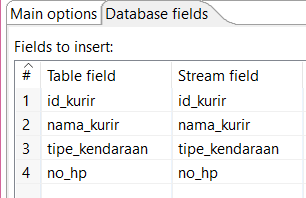 Main options Database fields
Fields to insert:
# Table field Stream field
1 id_kurir id_kurir
2 nama_kurir nama_kurir
3 tipe_kendaraan tipe_kendaraan
4 no_hp no_hp